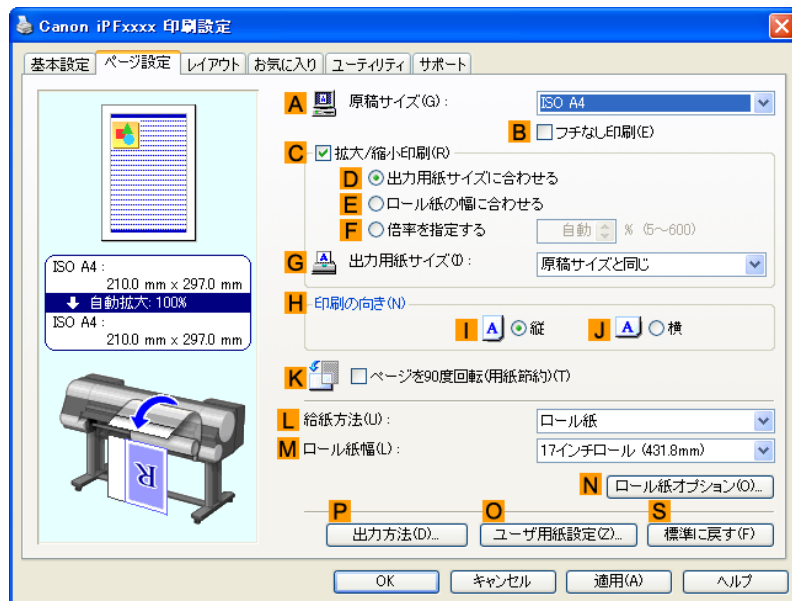 Canon iPFxxxx 印刷設定
基本設定 ページ設定 レイアウト お気に入り ユーティリティ サポート
A 原稿サイズ(G): ISO A4
B フチなし印刷(E)
C 拡大/縮小印刷(R)
D 出力用紙サイズに合わせる
E ロール紙の幅に合わせる
F 倍率を指定する 自動 % (5～600)
G 出力用紙サイズ(I): 原稿サイズと同じ
ISO A4 :
210.0 mm x 297.0 mm
自動拡大: 100%
ISO A4 :
210.0 mm x 297.0 mm
H 印刷の向き(N)
I A 縦 J A 横
K ページを90度回転(用紙節約)(T)
L 給紙方法(U): ロール紙
M ロール紙幅(L): 17インチロール (431.8mm)
R
N ロール紙オプション(O)...
P O S
出力方法(D)... ユーザ用紙設定(Z)... 標準に戻す(F)
OK キャンセル 適用(A) ヘルプ